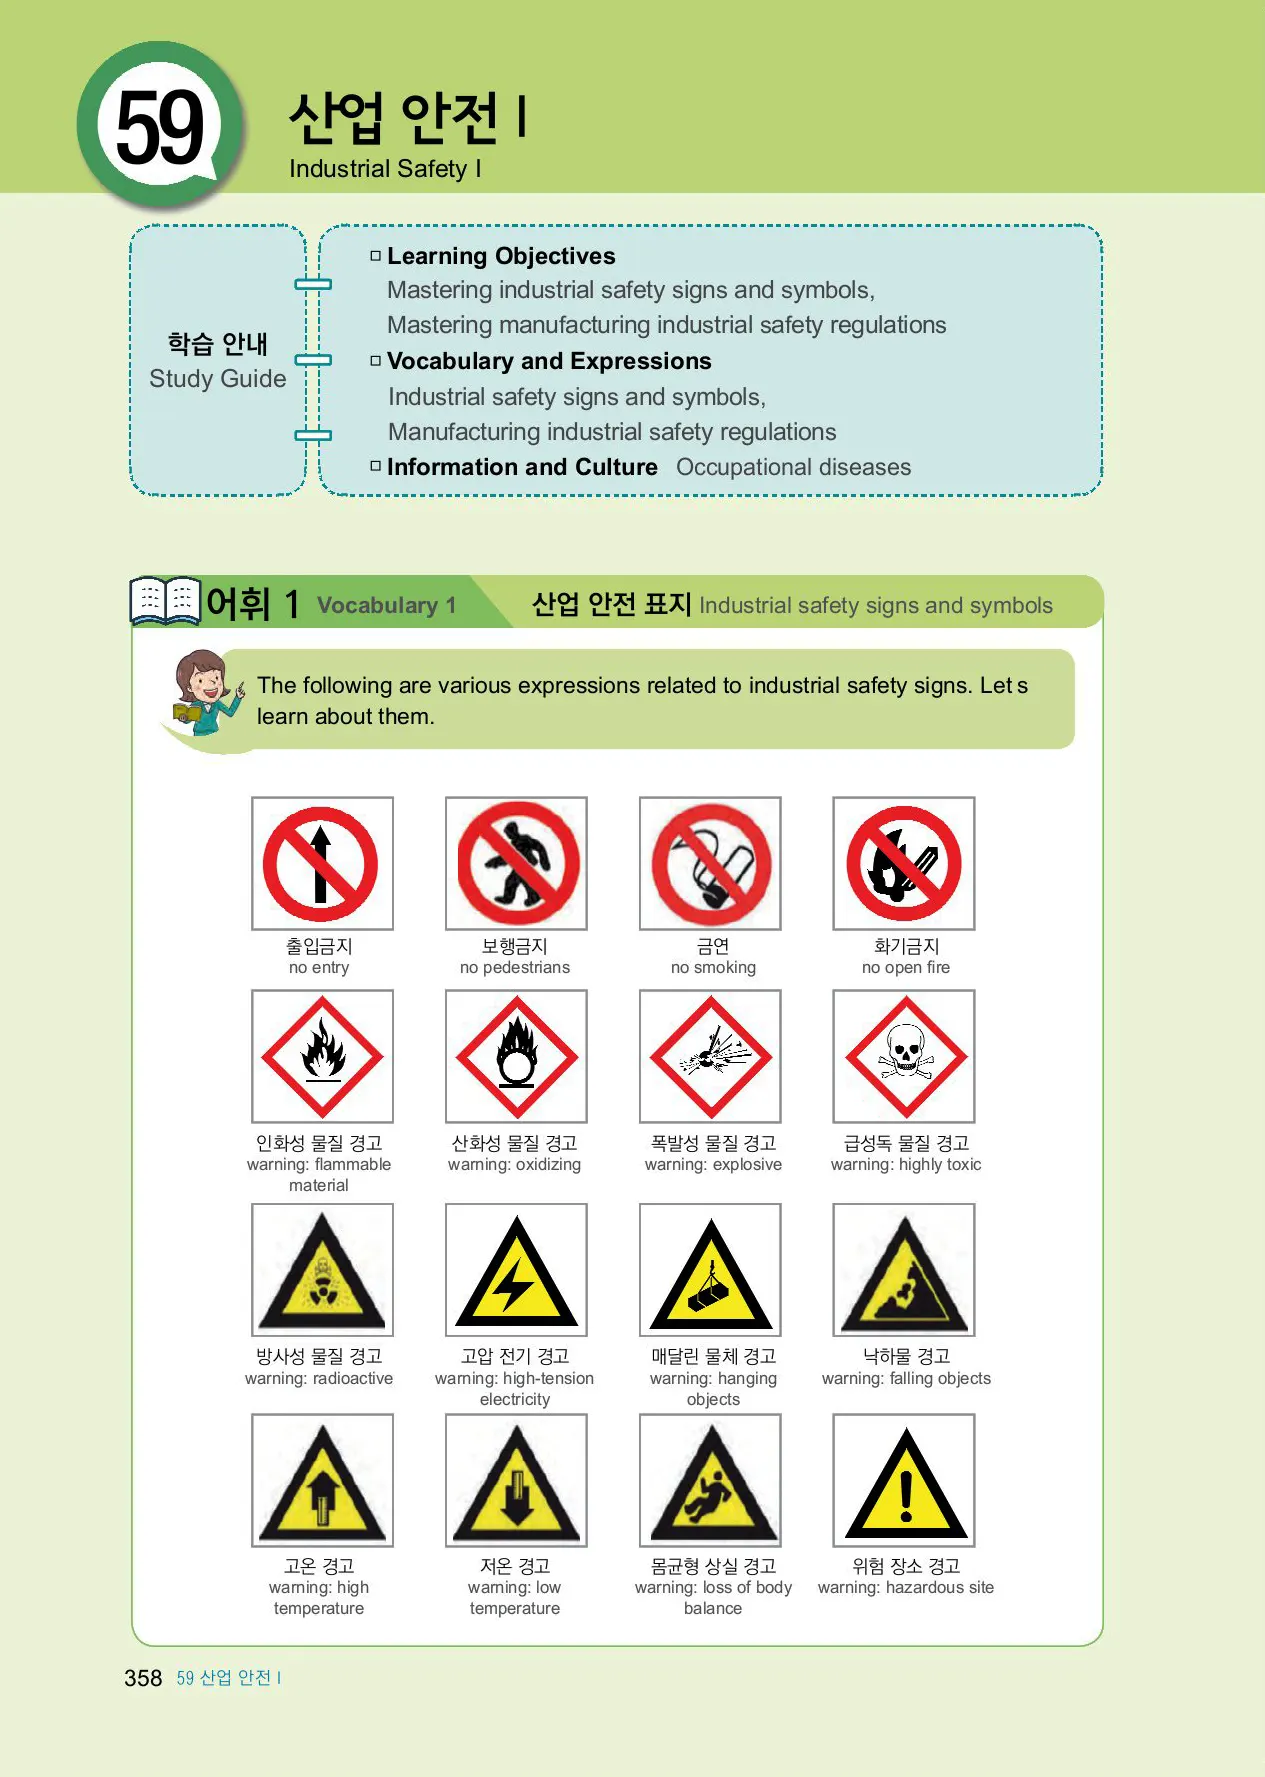 59
산업 안전 I
Industrial Safety I
학습 안내
Study Guide
Learning Objectives
Mastering industrial safety signs and symbols,
Mastering manufacturing industrial safety regulations
Vocabulary and Expressions
Industrial safety signs and symbols,
Manufacturing industrial safety regulations
Information and Culture Occupational diseases
어휘 1 Vocabulary 1 산업 안전 표지 Industrial safety signs and symbols
The following are various expressions related to industrial safety signs. Let s
learn about them.
출입금지 보행금지 금연 화기금지
no entry no pedestrians no smoking no open fire
인화성 물질 경고 산화성 물질 경고 폭발성 물질 경고 급성독 물질 경고
warning: flammable warning: oxidizing warning: explosive warning: highly toxic
material
방사성 물질 경고 고압 전기 경고 매달린 물체 경고 낙하물 경고
warning: radioactive warning: high-tension warning: hanging warning: falling objects
electricity objects
고온 경고 저온 경고 몸균형 상실 경고 위험 장소 경고
warning: high warning: low warning: loss of body warning: hazardous site
temperature temperature balance
358 59 산업 안전 I